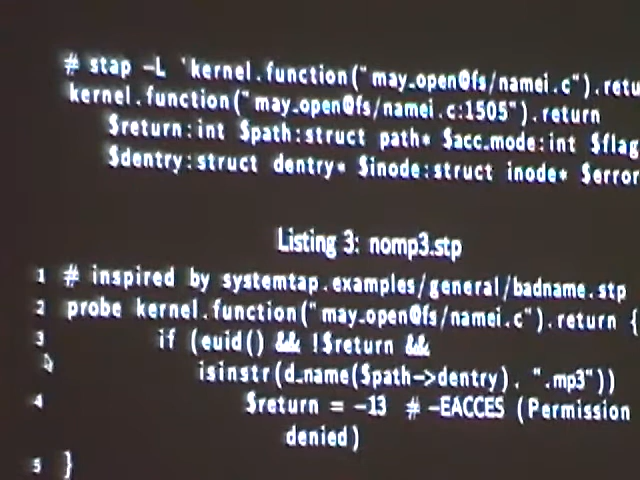 # stap -L 'kernel.function("may_open@fs/namei.c").retu
kernel.function("may_open@fs/namei.c:1505").return
$return:int $path:struct path* $acc_mode:int $flag
$dentry:struct dentry* $inode:struct inode* $error
Listing 3: nomp3.stp
1 # inspired by systemtap.examples/general/badname.stp
2 probe kernel.function("may_open@fs/namei.c").return {
3 if (euid() && !$return &&
isinstr(d_name($path->dentry), ".mp3"))
4 $return = -13 # -EACCES (Permission
denied)
5 }